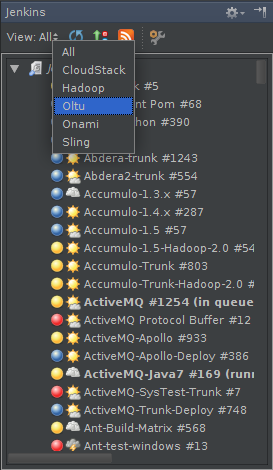 Jenkins
View: All
All
CloudStack
Hadoop
Oltu
Onami
Sling
#5
nt Pom #68
hon #390
Abdera-trunk #1243
Abdera2-trunk #554
Accumulo-1.3.x #57
Accumulo-1.4.x #287
Accumulo-1.5 #57
Accumulo-1.5-Hadoop-2.0 #54
Accumulo-Trunk #803
Accumulo-Trunk-Hadoop-2.0 #
ActiveMQ #1254 (in queue
ActiveMQ Protocol Buffer #12
ActiveMQ-Apollo #933
ActiveMQ-Apollo-Deploy #386
ActiveMQ-Java7 #169 (run
ActiveMQ-SysTest-Trunk #7
ActiveMQ-Trunk-Deploy #748
Ant-Build-Matrix #568
Ant-test-windows #13